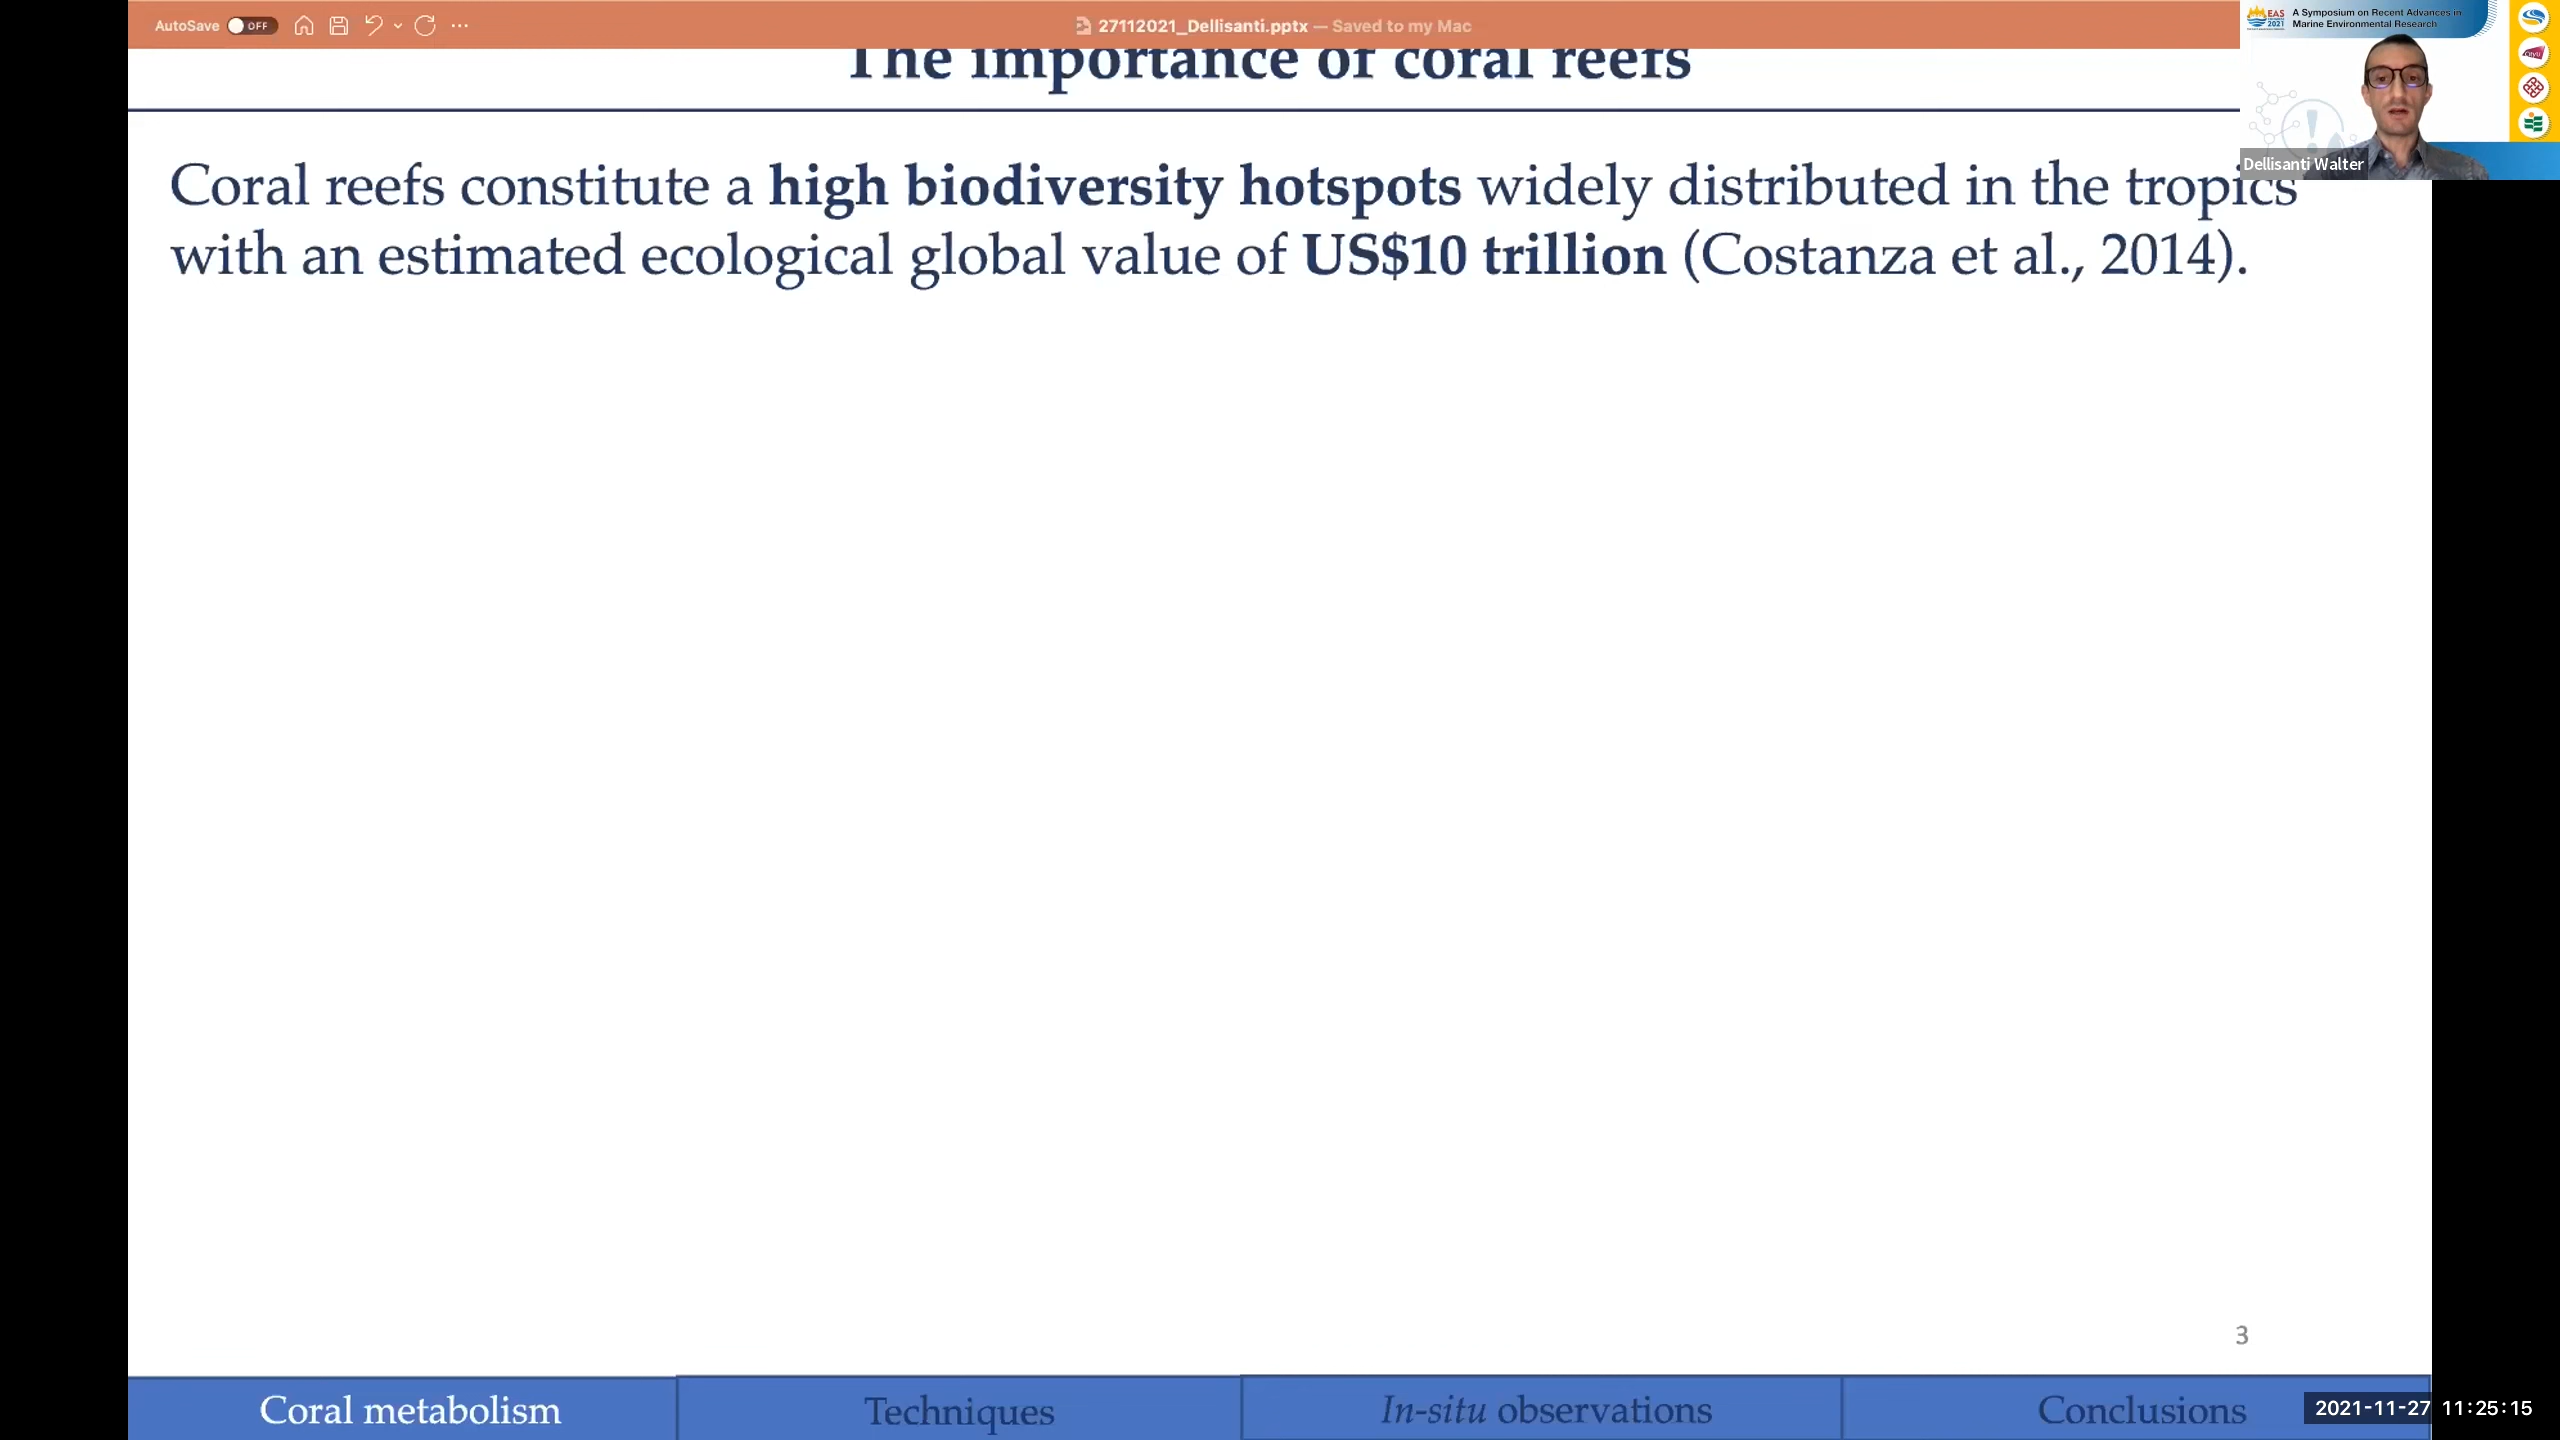 AutoSave OFF
27112021_Dellisanti.pptx — Saved to my Mac
EAS 2021
A Symposium on Recent Advances in
Marine Environmental Research
Dellisanti Walter
The importance of coral reefs
Coral reefs constitute a high biodiversity hotspots widely distributed in the tropics
with an estimated ecological global value of US$10 trillion (Costanza et al., 2014).
3
Coral metabolism
Techniques
In-situ observations
Conclusions
2021-11-27 11:25:15